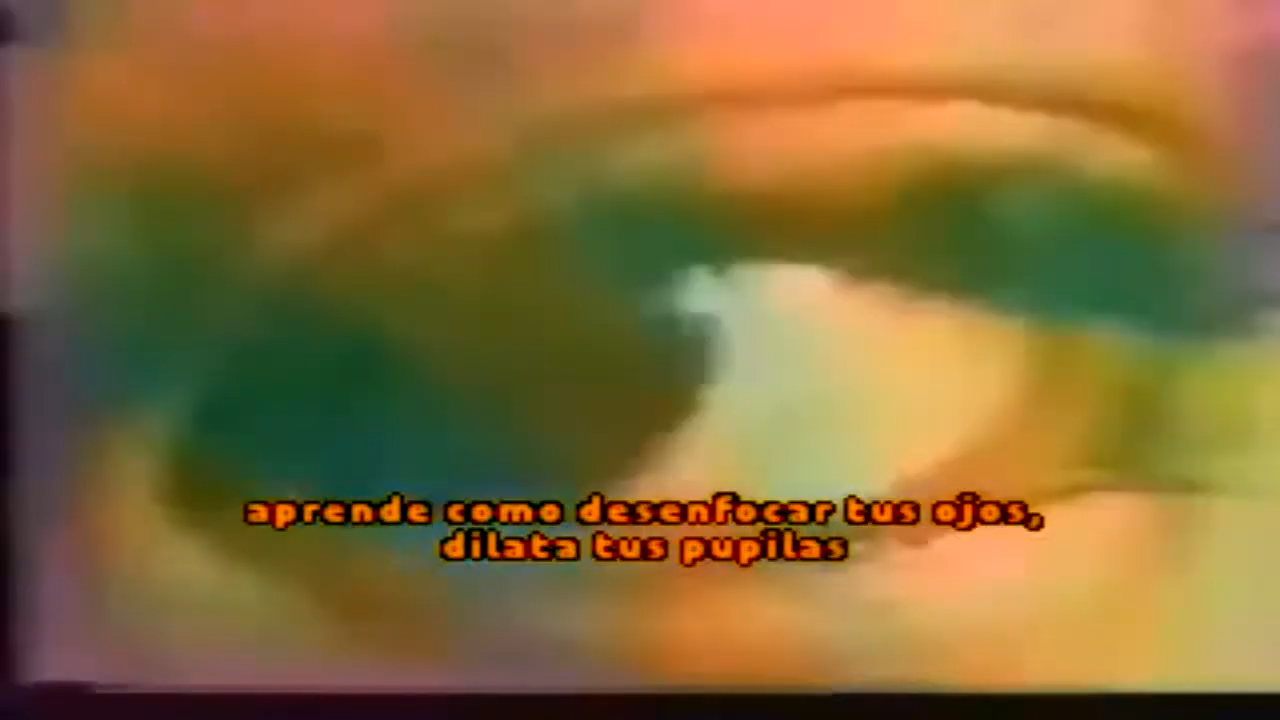 aprende como desenfocar tus ojos,
dilata tus pupilas